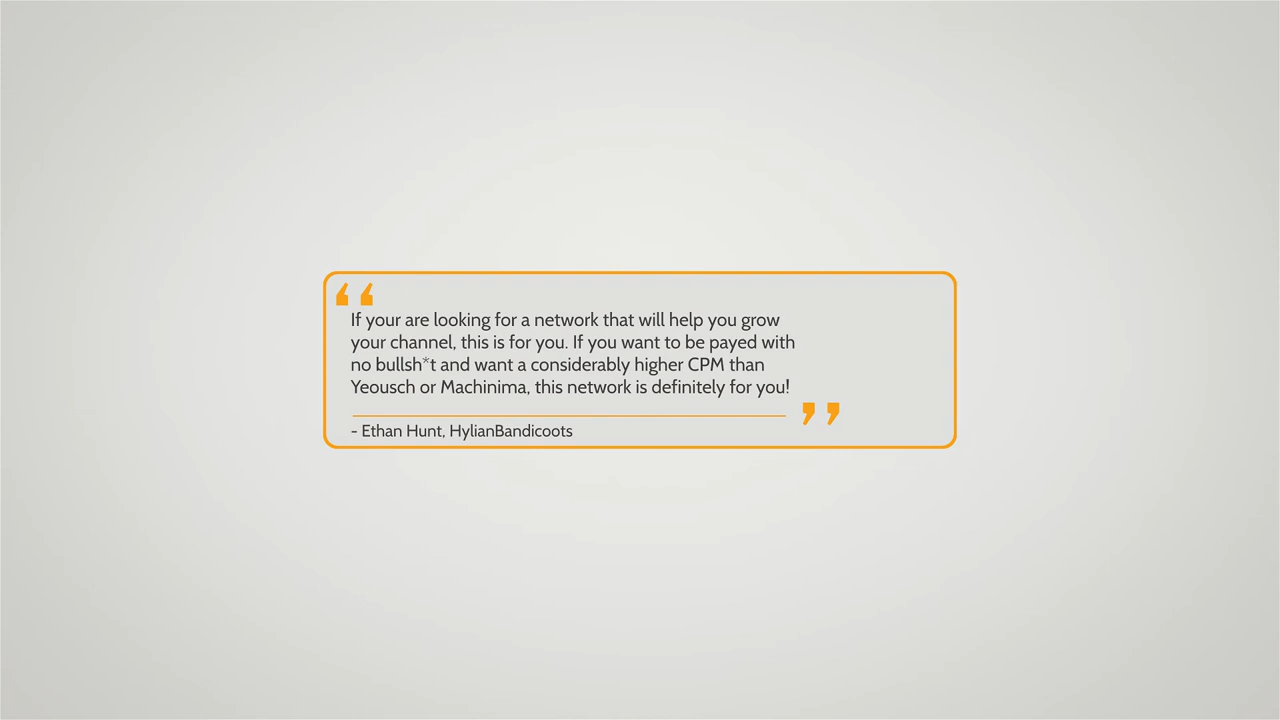 “
If your are looking for a network that will help you grow
your channel, this is for you. If you want to be payed with
no bullsh*t and want a considerably higher CPM than
Yeousch or Machinima, this network is definitely for you!
”
- Ethan Hunt, HylianBandicoots